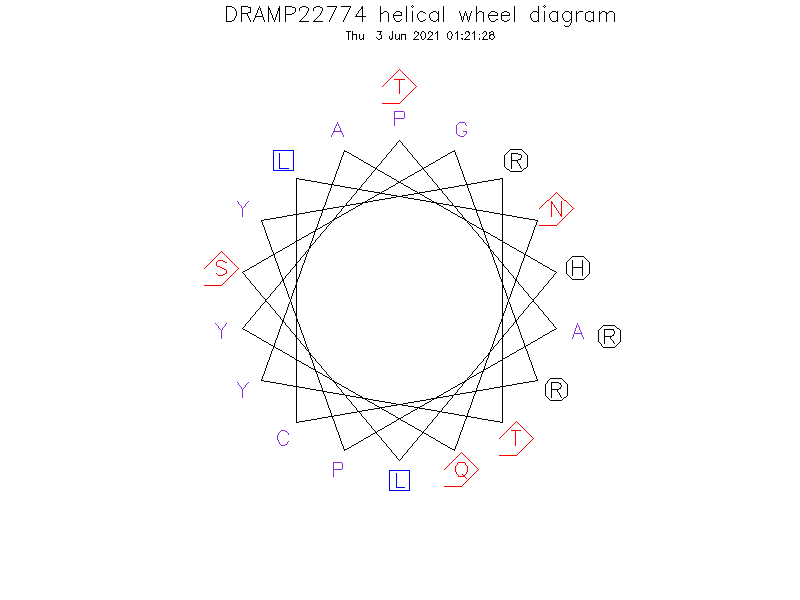 DRAMP22774 helical wheel diagram
Thu 3 Jun 2021 01:21:28
T
A P G
L R
Y N
S H
Y A R
Y R
C T
P L Q